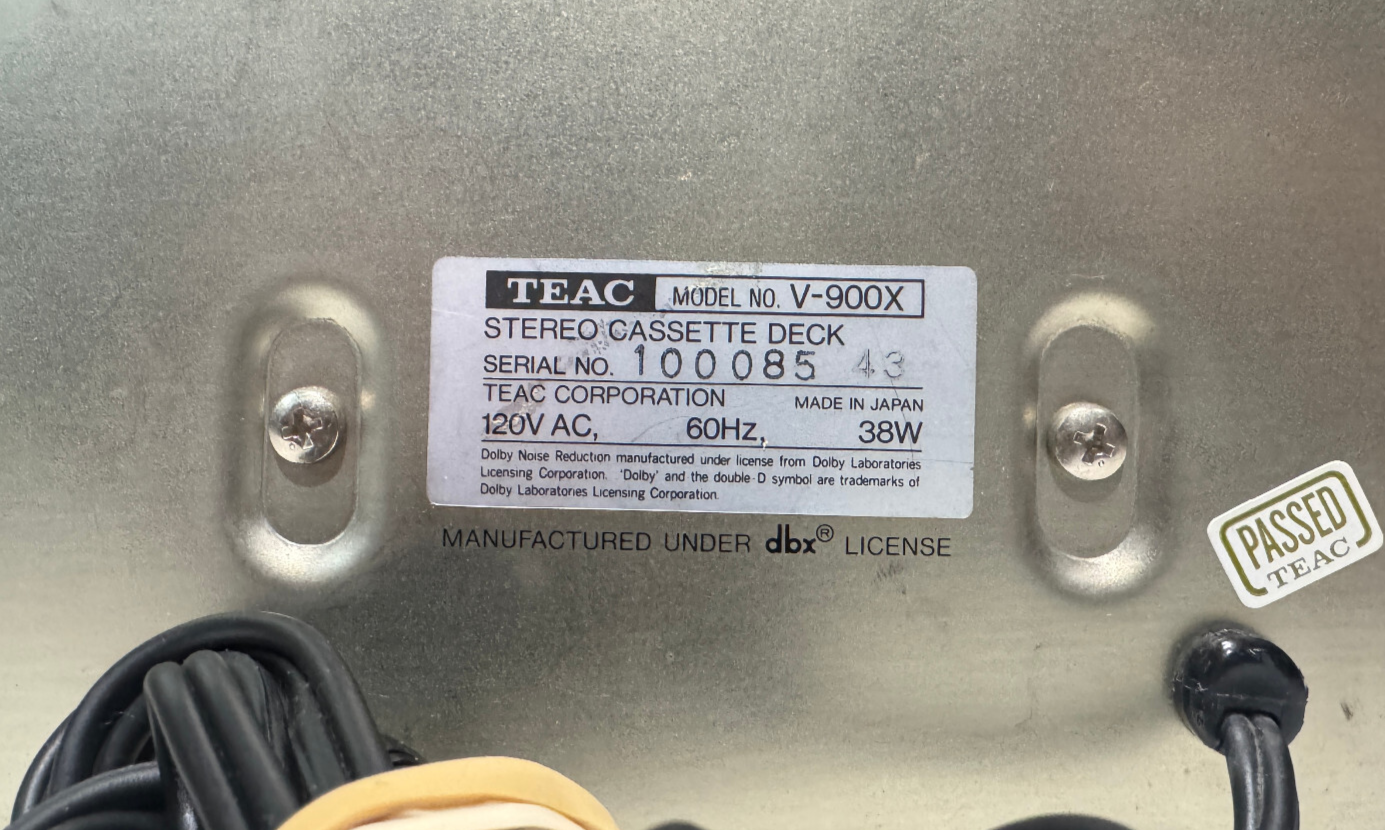 TEAC MODEL NO. V-900X
STEREO CASSETTE DECK
SERIAL NO. 100085 43
TEAC CORPORATION MADE IN JAPAN
120V AC, 60Hz, 38W
Dolby Noise Reduction manufactured under license from Dolby Laboratories
Licensing Corporation. 'Dolby' and the double-D symbol are trademarks of
Dolby Laboratories Licensing Corporation.
MANUFACTURED UNDER dbx® LICENSE
PASSED
TEAC